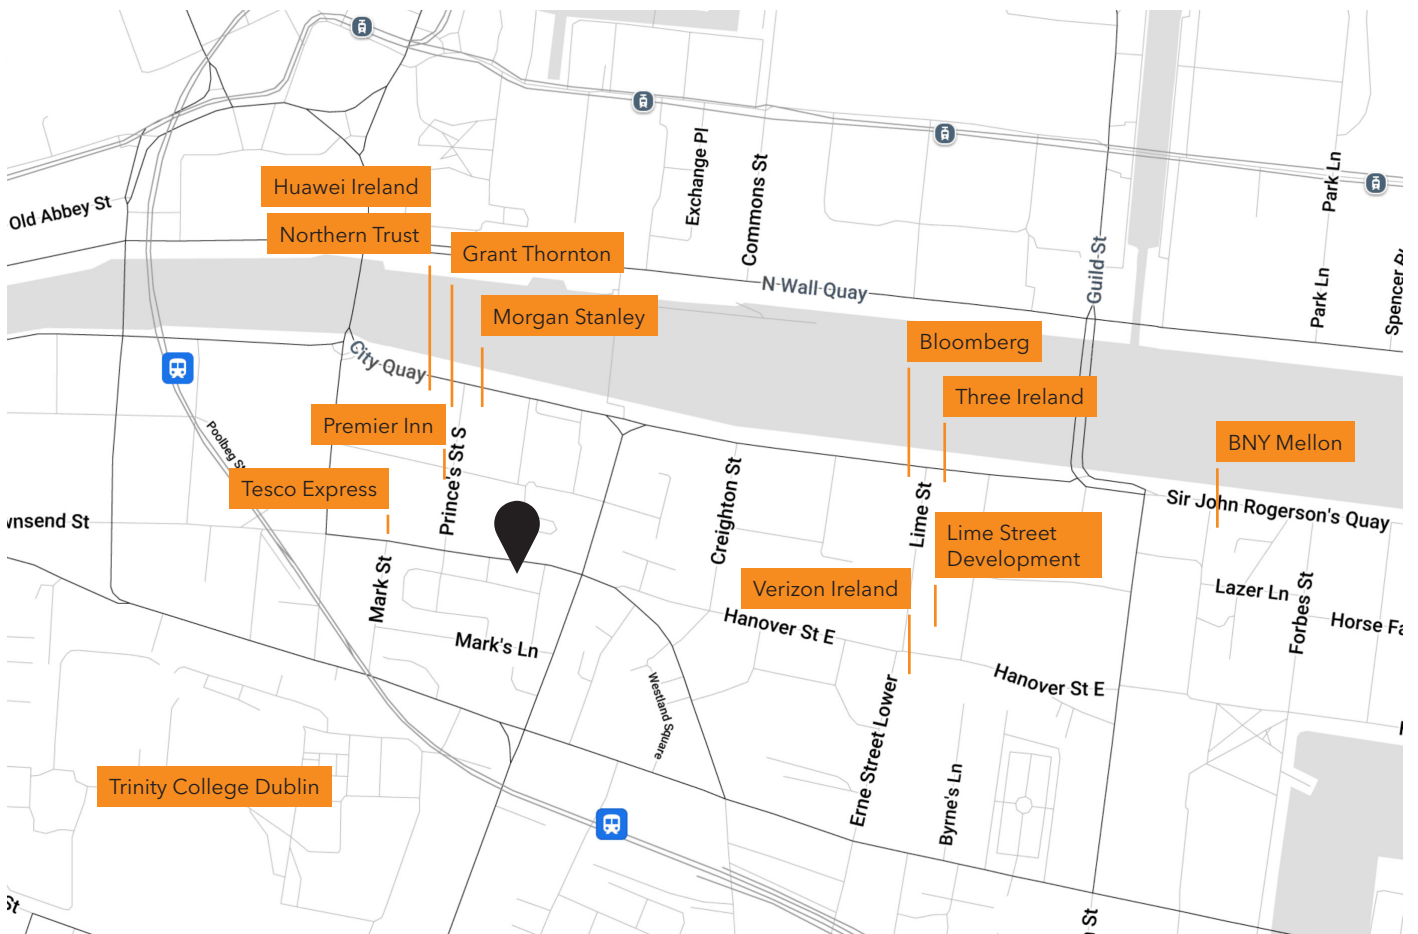 Exchange Pl
Commons St
Park Ln
Huawei Ireland
Old Abbey St
Northern Trust
Grant Thornton
Guild St
Park Ln
N Wall Quay
Morgan Stanley
Bloomberg
City Quay
Three Ireland
Premier Inn
BNY Mellon
Poolbeg St
Prince's St S
Tesco Express
Creighton St
Lime St
Sir John Rogerson's Quay
wnsend St
Lime Street
Development
Mark St
Verizon Ireland
Lazer Ln
Forbes St
Horse Fa
Hanover St E
Mark's Ln
Hanover St E
Westland Square
Erne Street Lower
Trinity College Dublin
Byrne's Ln
St
St